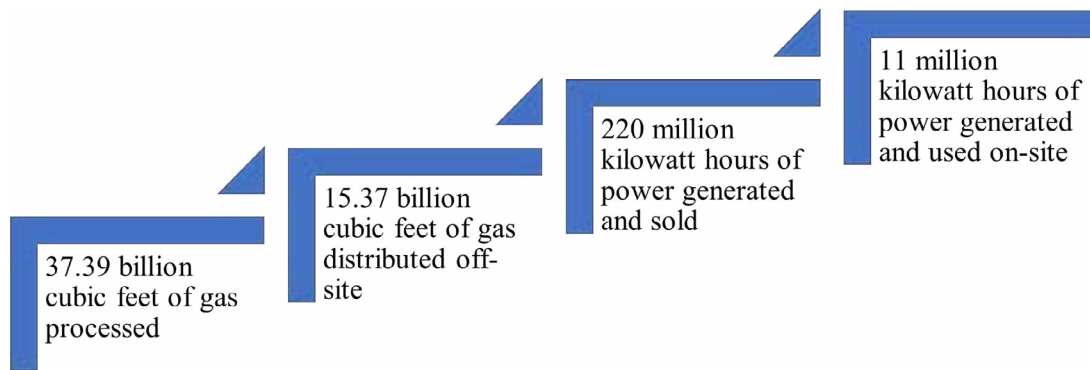 37.39 billion
cubic feet of gas
processed
15.37 billion
cubic feet of gas
distributed off-
site
220 million
kilowatt hours of
power generated
and sold
11 million
kilowatt hours of
power generated
and used on-site